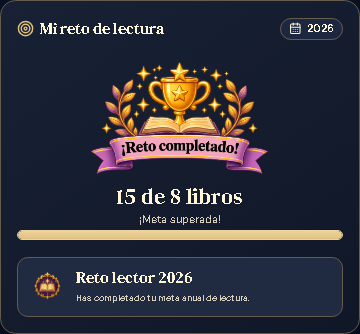 Mi reto de lectura
2026
¡Reto completado!
15 de 8 libros
¡Meta superada!
Reto lector 2026
Has completado tu meta anual de lectura.